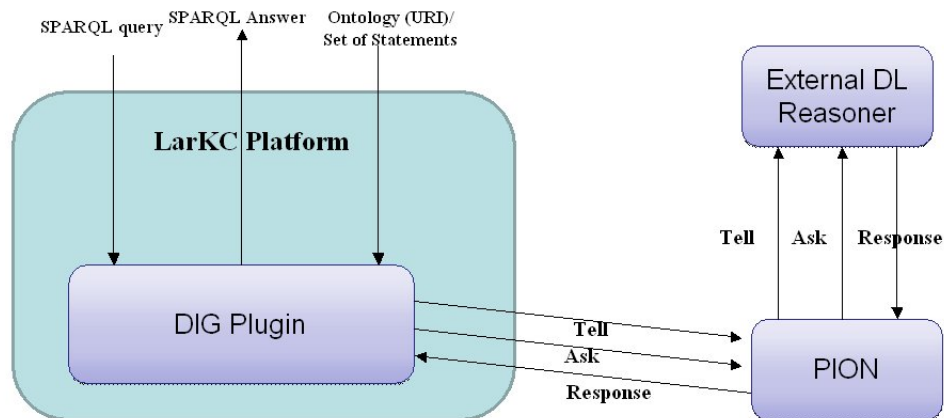 SPARQL query
SPARQL Answer
Ontology (URI)/
Set of Statements
LarKC Platform
External DL
Reasoner
Tell
Ask
Response
DIG Plugin
Tell
Ask
Response
PION